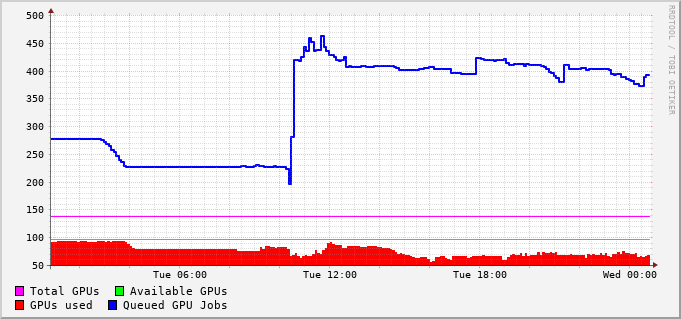 500
450
400
350
300
250
200
150
100
50
Tue 06:00 Tue 12:00 Tue 18:00 Wed 00:00
Total GPUs Available GPUs
GPUs used Queued GPU Jobs
RRDTOOL / TOBI OETIKER